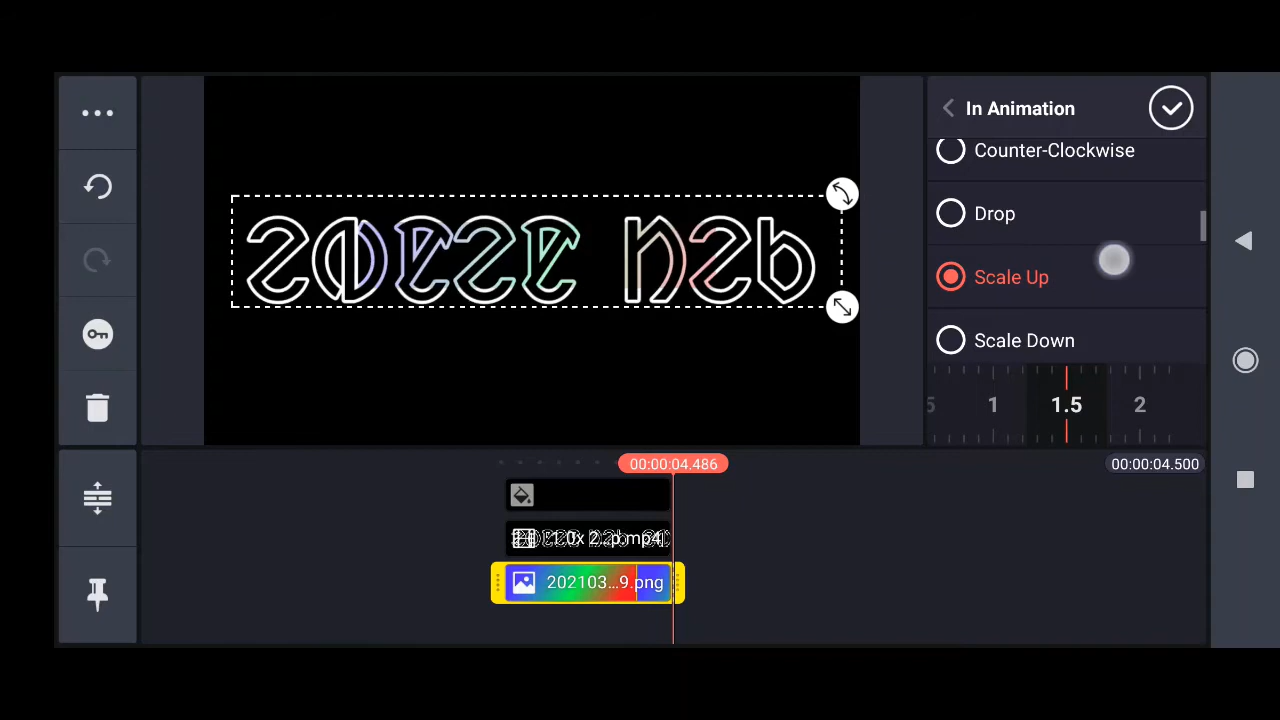 In Animation
Counter-Clockwise
Drop
Scale Up
Scale Down
1 1.5 2
00:00:04.486
00:00:04.500
202103...9.png